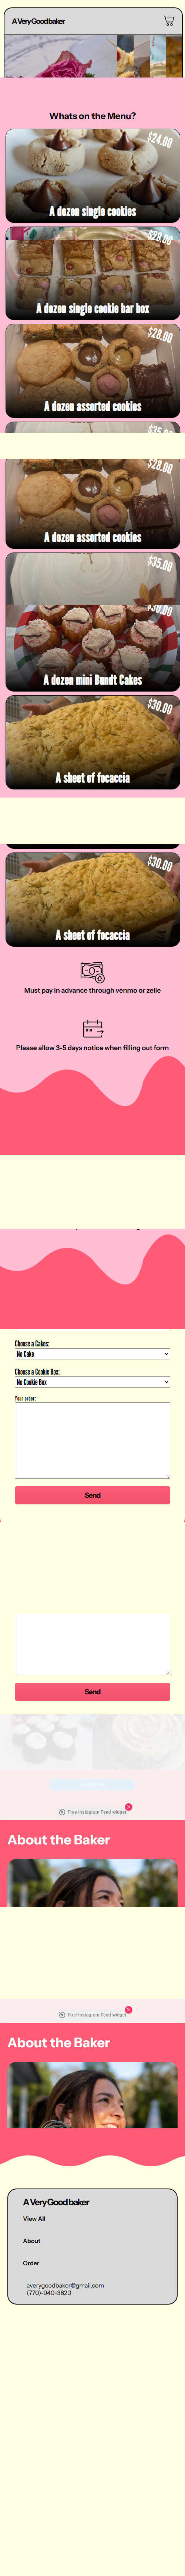 A Very Good baker
Whats on the Menu?
$24.00
A dozen single cookies
$28.00
A dozen single cookie bar box
$28.00
A dozen assorted cookies
$35.00
$28.00
A dozen assorted cookies
$35.00
$30.00
A dozen mini Bundt Cakes
$30.00
A sheet of focaccia
$30.00
A sheet of focaccia
Must pay in advance through venmo or zelle
Please allow 3-5 days notice when filling out form
Choose a Cakes:
No Cake
Choose a Cookie Box:
No Cookie Box
Your order:
Send
Send
Free Instagram Feed widget
About the Baker
Free Instagram Feed widget
About the Baker
A Very Good baker
View All
About
Order
averygoodbaker@gmail.com
(770)-940-3620